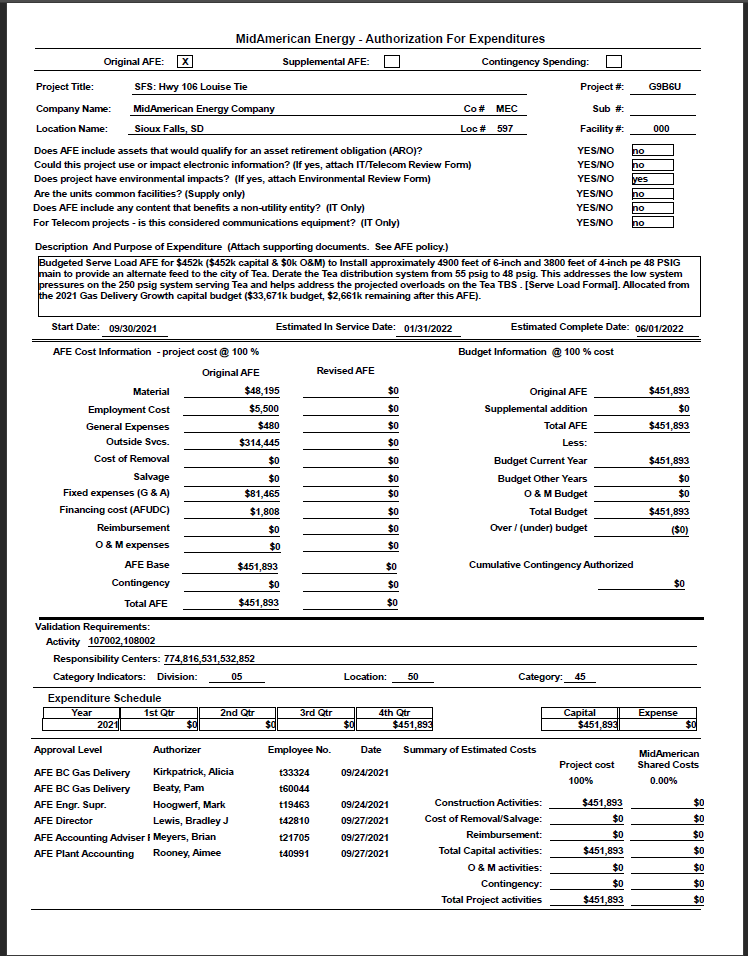 MidAmerican Energy - Authorization For Expenditures
Original AFE: X Supplemental AFE: Contingency Spending:
Project Title: SFS: Hwy 106 Louise Tie Project #: G9B6U
Company Name: MidAmerican Energy Company Co # MEC Sub #:
Location Name: Sioux Falls, SD Loc # 597 Facility #: 000
Does AFE include assets that would qualify for an asset retirement obligation (ARO)? YES/NO no
Could this project use or impact electronic information? (If yes, attach IT/Telecom Review Form) YES/NO no
Does project have environmental impacts? (If yes, attach Environmental Review Form) YES/NO yes
Are the units common facilities? (Supply only) YES/NO no
Does AFE include any content that benefits a non-utility entity? (IT Only) YES/NO no
For Telecom projects - is this considered communications equipment? (IT Only) YES/NO no
Description And Purpose of Expenditure (Attach supporting documents. See AFE policy.)
Budgeted Serve Load AFE for $452k ($452k capital & $0k O&M) to Install approximately 4900 feet of 6-inch and 3800 feet of 4-inch pe 48 PSIG
main to provide an alternate feed to the city of Tea. Derate the Tea distribution system from 55 psig to 48 psig. This addresses the low system
pressures on the 250 psig system serving Tea and helps address the projected overloads on the Tea TBS . [Serve Load Formal]. Allocated from
the 2021 Gas Delivery Growth capital budget ($33,671k budget, $2,661k remaining after this AFE).
Start Date: 09/30/2021 Estimated In Service Date: 01/31/2022 Estimated Complete Date: 06/01/2022
AFE Cost Information - project cost @ 100 % Budget Information @ 100 % cost
Original AFE Revised AFE
Material $48,195 $0 Original AFE $451,893
Employment Cost $5,500 $0 Supplemental addition $0
General Expenses $480 $0 Total AFE $451,893
Outside Svcs. $314,445 $0 Less:
Cost of Removal $0 $0 Budget Current Year $451,893
Salvage $0 $0 Budget Other Years $0
Fixed expenses (G & A) $81,465 $0 O & M Budget $0
Financing cost (AFUDC) $1,808 $0 Total Budget $451,893
Reimbursement $0 $0 Over / (under) budget ($0)
O & M expenses $0 $0
AFE Base $451,893 $0 Cumulative Contingency Authorized
Contingency $0 $0 $0
Total AFE $451,893 $0
Validation Requirements:
Activity 107002,108002
Responsibility Centers: 774,816,531,532,852
Category Indicators: Division: 05 Location: 50 Category: 45
Expenditure Schedule
Year 1st Qtr 2nd Qtr 3rd Qtr 4th Qtr Capital Expense
2021 $0 $0 $0 $451,893 $451,893 $0
Approval Level Authorizer Employee No. Date Summary of Estimated Costs
Project cost MidAmerican Shared Costs
100% 0.00%
AFE BC Gas Delivery Kirkpatrick, Alicia t33324 09/24/2021
AFE BC Gas Delivery Beaty, Pam t60044
AFE Engr. Supr. Hoogwerf, Mark t19463 09/24/2021 Construction Activities: $451,893 $0
AFE Director Lewis, Bradley J t42810 09/27/2021 Cost of Removal/Salvage: $0 $0
AFE Accounting Adviser Meyers, Brian t21705 09/27/2021 Reimbursement: $0 $0
AFE Plant Accounting Rooney, Aimee t40991 09/27/2021 Total Capital activities: $451,893 $0
O & M activities: $0 $0
Contingency: $0 $0
Total Project activities $451,893 $0